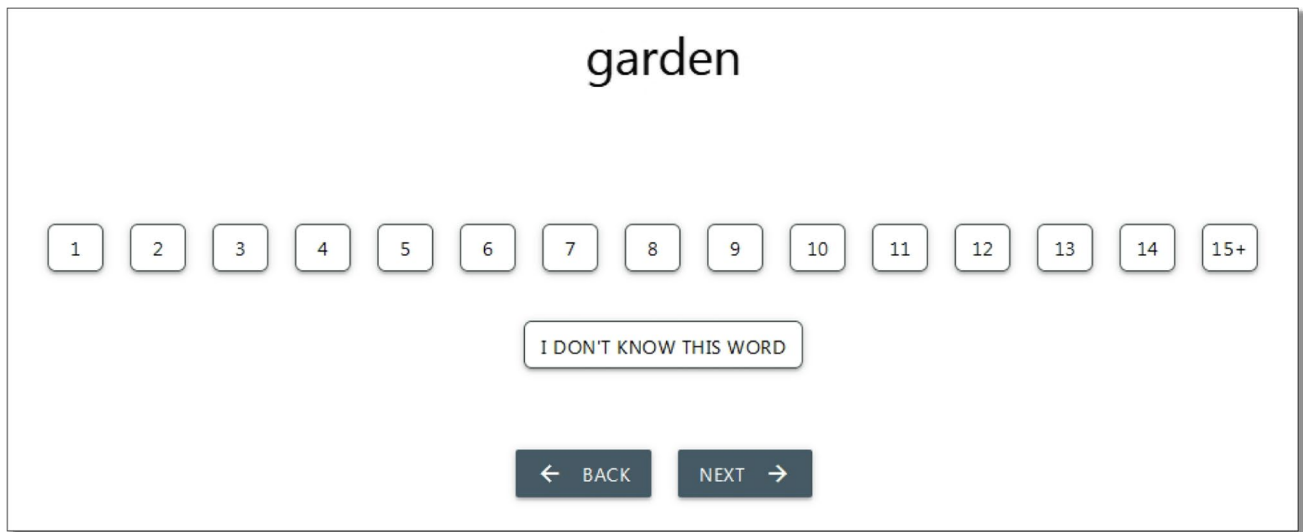 garden
1 2 3 4 5 6 7 8 9 10 11 12 13 14 15+
I DON'T KNOW THIS WORD
← BACK NEXT →